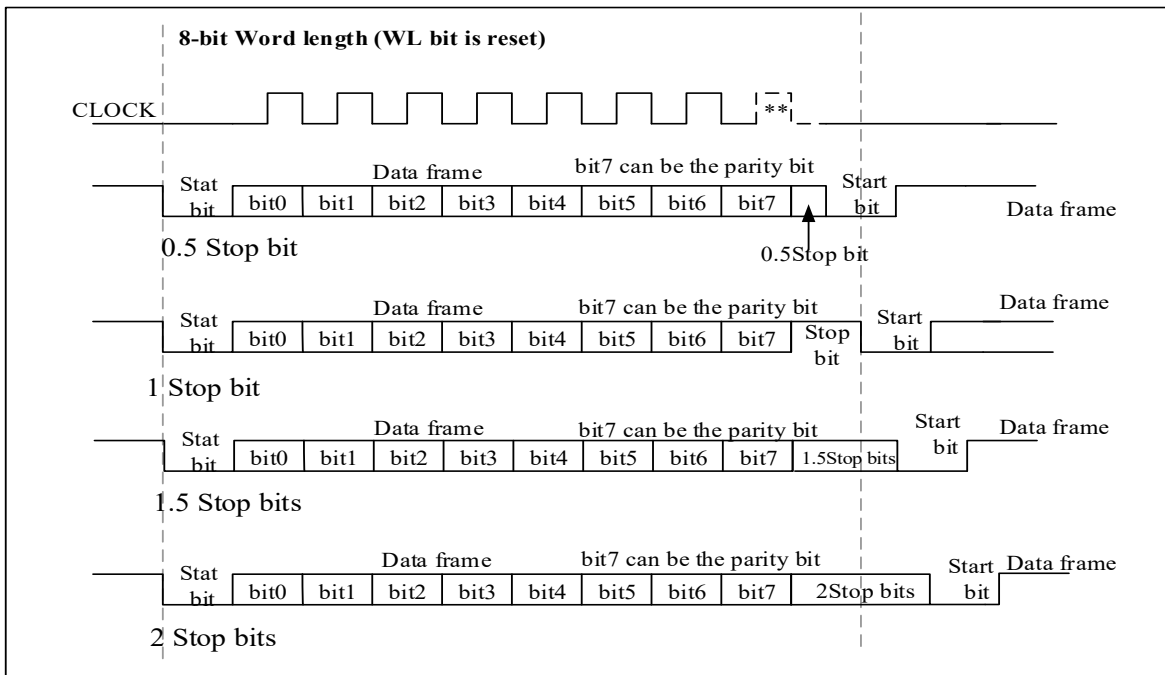 8-bit Word length (WL bit is reset)
CLOCK
**
Data frame
bit7 can be the parity bit
Stat
bit
bit0 bit1 bit2 bit3 bit4 bit5 bit6 bit7
Start
bit
Data frame
0.5 Stop bit
0.5Stop bit
Data frame
bit7 can be the parity bit
Stat
bit
bit0 bit1 bit2 bit3 bit4 bit5 bit6 bit7
Stop
bit
Start
bit
Data frame
1 Stop bit
Data frame
bit7 can be the parity bit
Stat
bit
bit0 bit1 bit2 bit3 bit4 bit5 bit6 bit7
1.5Stop bits
Start
bit
Data frame
1.5 Stop bits
Data frame
bit7 can be the parity bit
Stat
bit
bit0 bit1 bit2 bit3 bit4 bit5 bit6 bit7
2Stop bits
Start
bit
Data frame
2 Stop bits